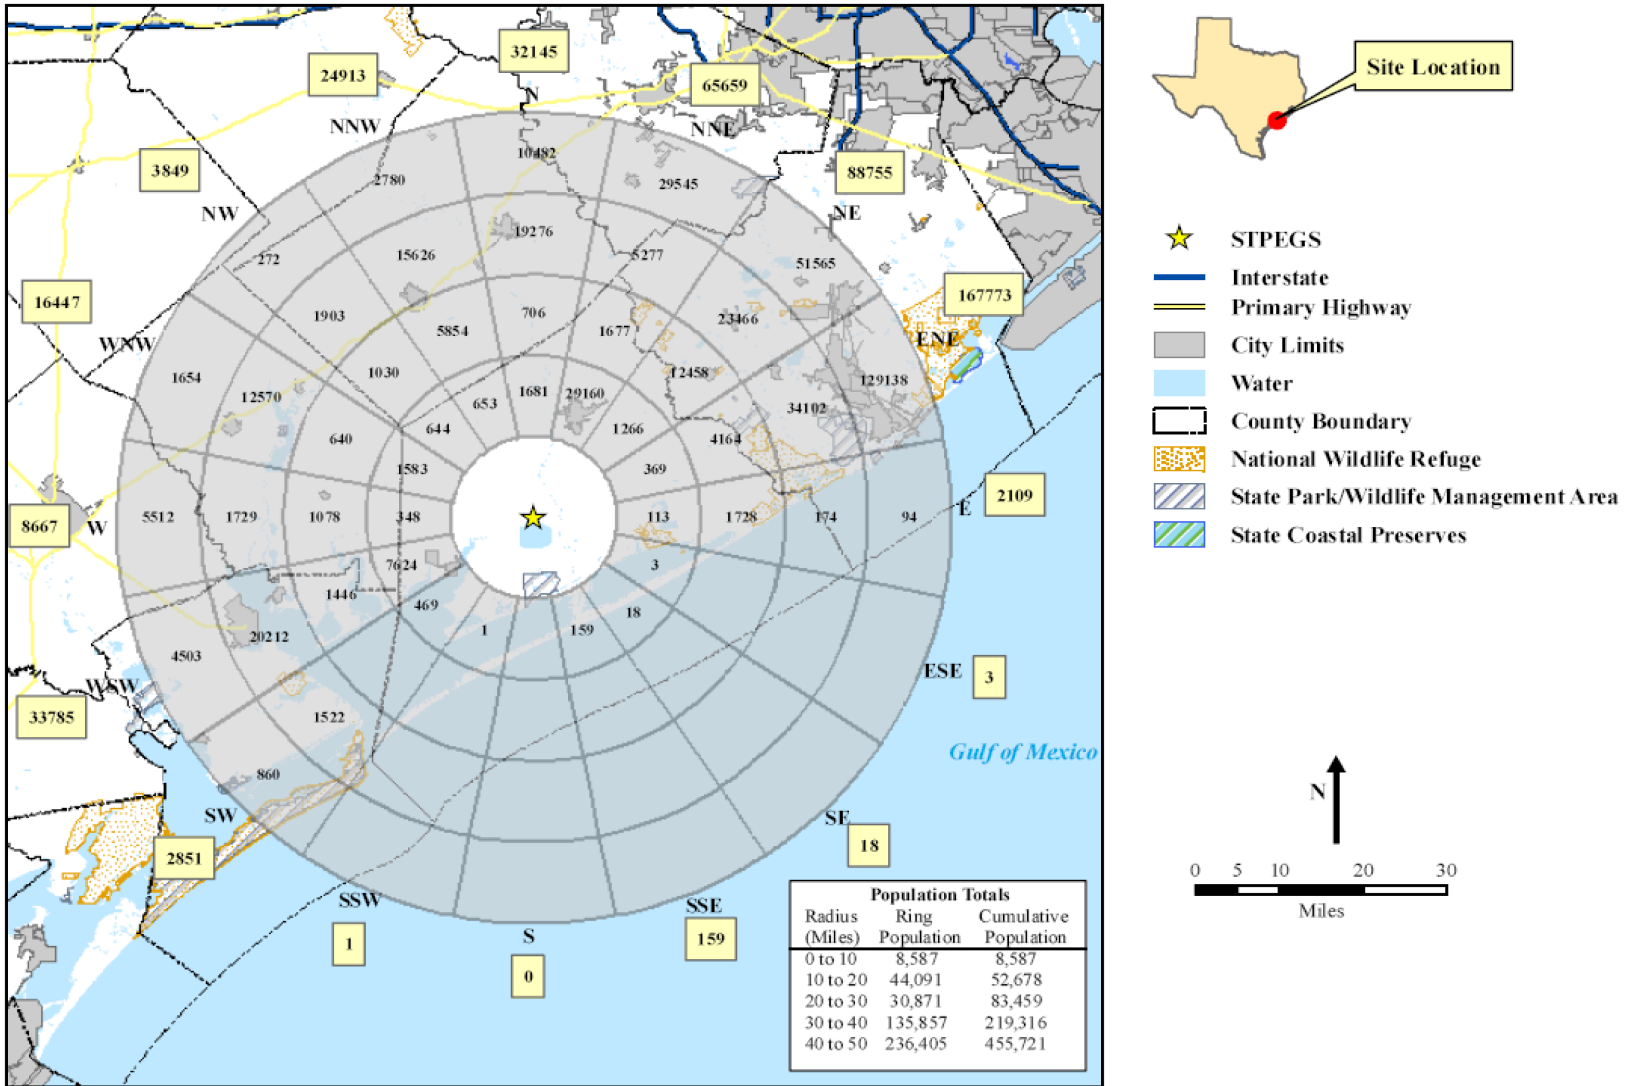 32145
24913
65659
N
NNW
NNE
3849
10482
88755
2780
29545
NW
NE
19276
15626
5277
272
51565
16447
167773
706
1903
5854
1677
23466
WNW
ENE
1030
12458
1654
129138
12570
653
1681
29160
34102
644
1266
640
4164
1583
369
2109
5512
1729
1078
348
113
1728
174
94
E
8667
W
7624
3
1446
469
18
1
159
20212
4503
ESE
3
WSW
33785
1522
Gulf of Mexico
860
SW
SE
2851
18
SSW
SSE
S
1
159
0
Population Totals
Radius Ring Cumulative
(Miles) Population Population
0 to 10 8,587 8,587
10 to 20 44,091 52,678
20 to 30 30,871 83,459
30 to 40 135,857 219,316
40 to 50 236,405 455,721
Site Location
STPEGS
Interstate
Primary Highway
City Limits
Water
County Boundary
National Wildlife Refuge
State Park/Wildlife Management Area
State Coastal Preserves
N
0 5 10 20 30
Miles